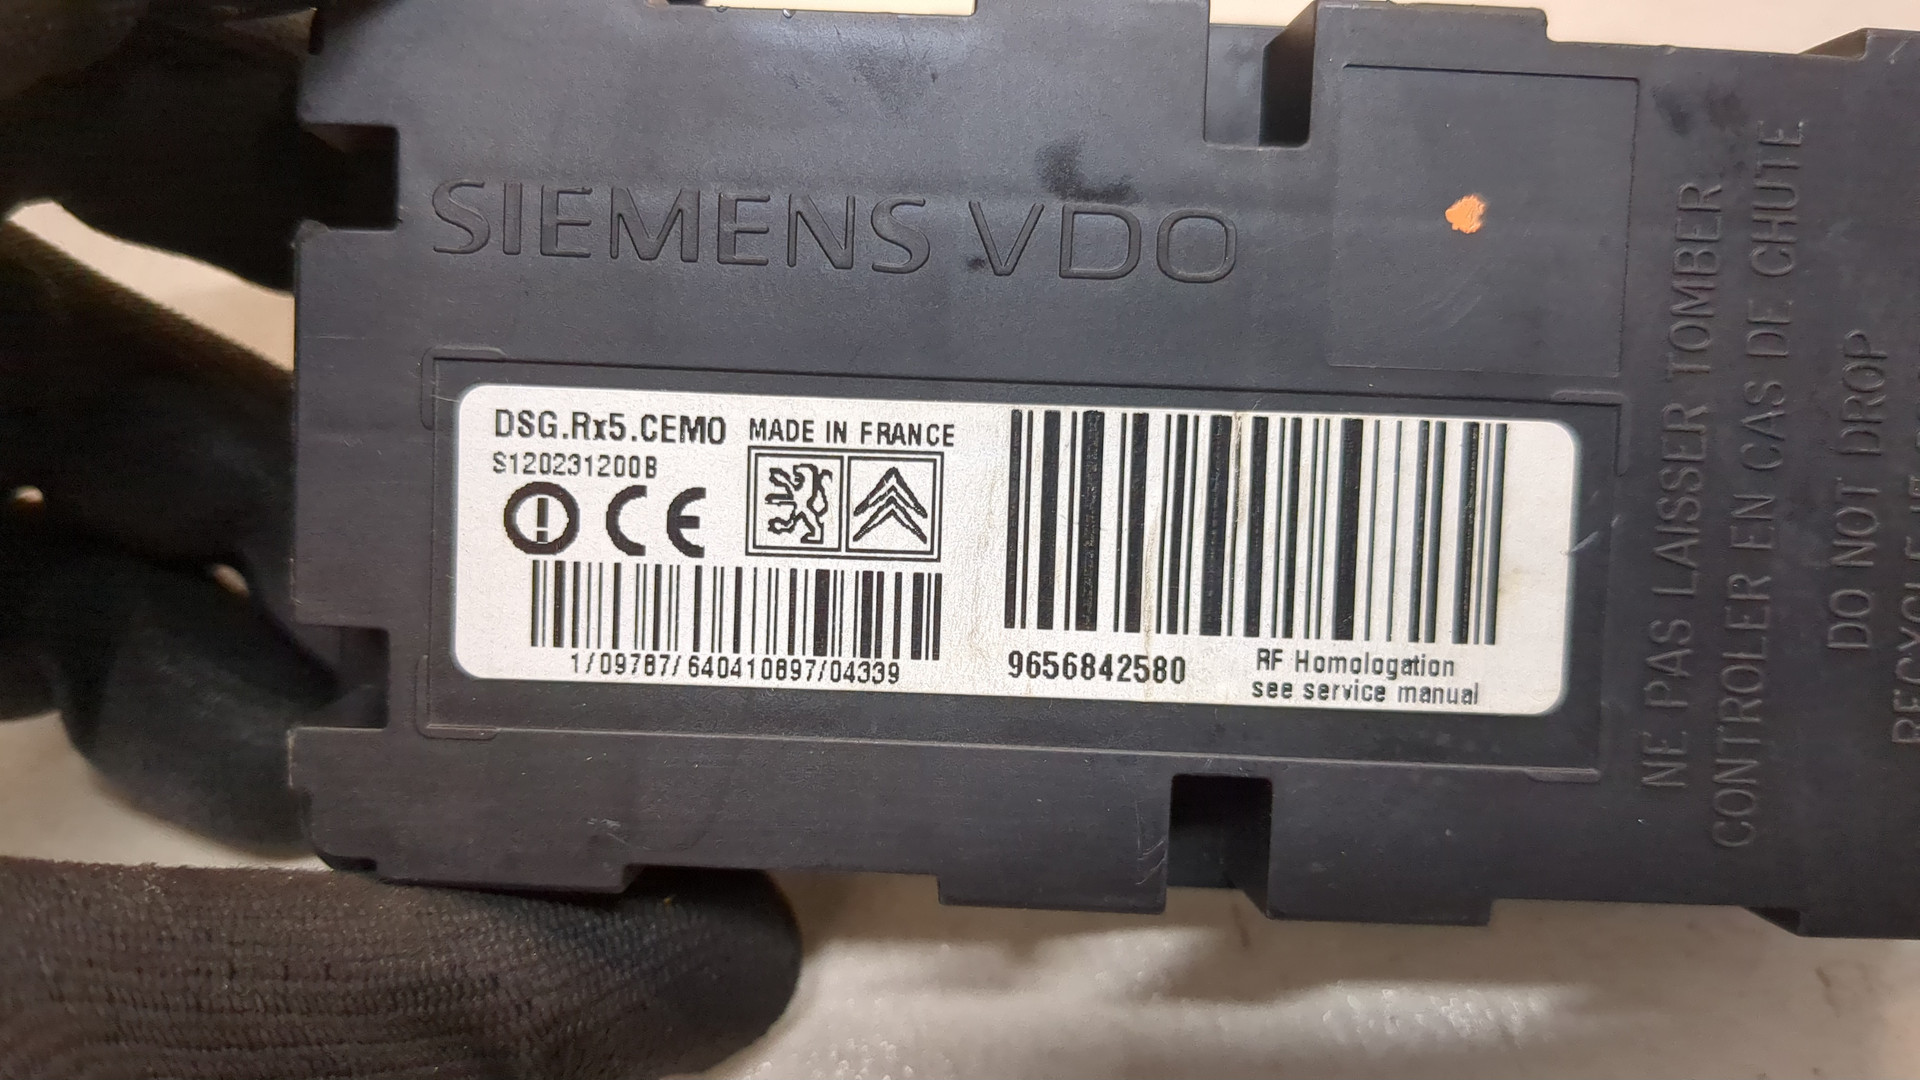 SIEMENS VDO
DSG.Rx5.CEMO MADE IN FRANCE
S120231200B
CE
1/09787/640410897/04339
9656842580
RF Homologation
see service manual
NE PAS LAISSER TOMBER
CONTROLER EN CAS DE CHUTE
DO NOT DROP